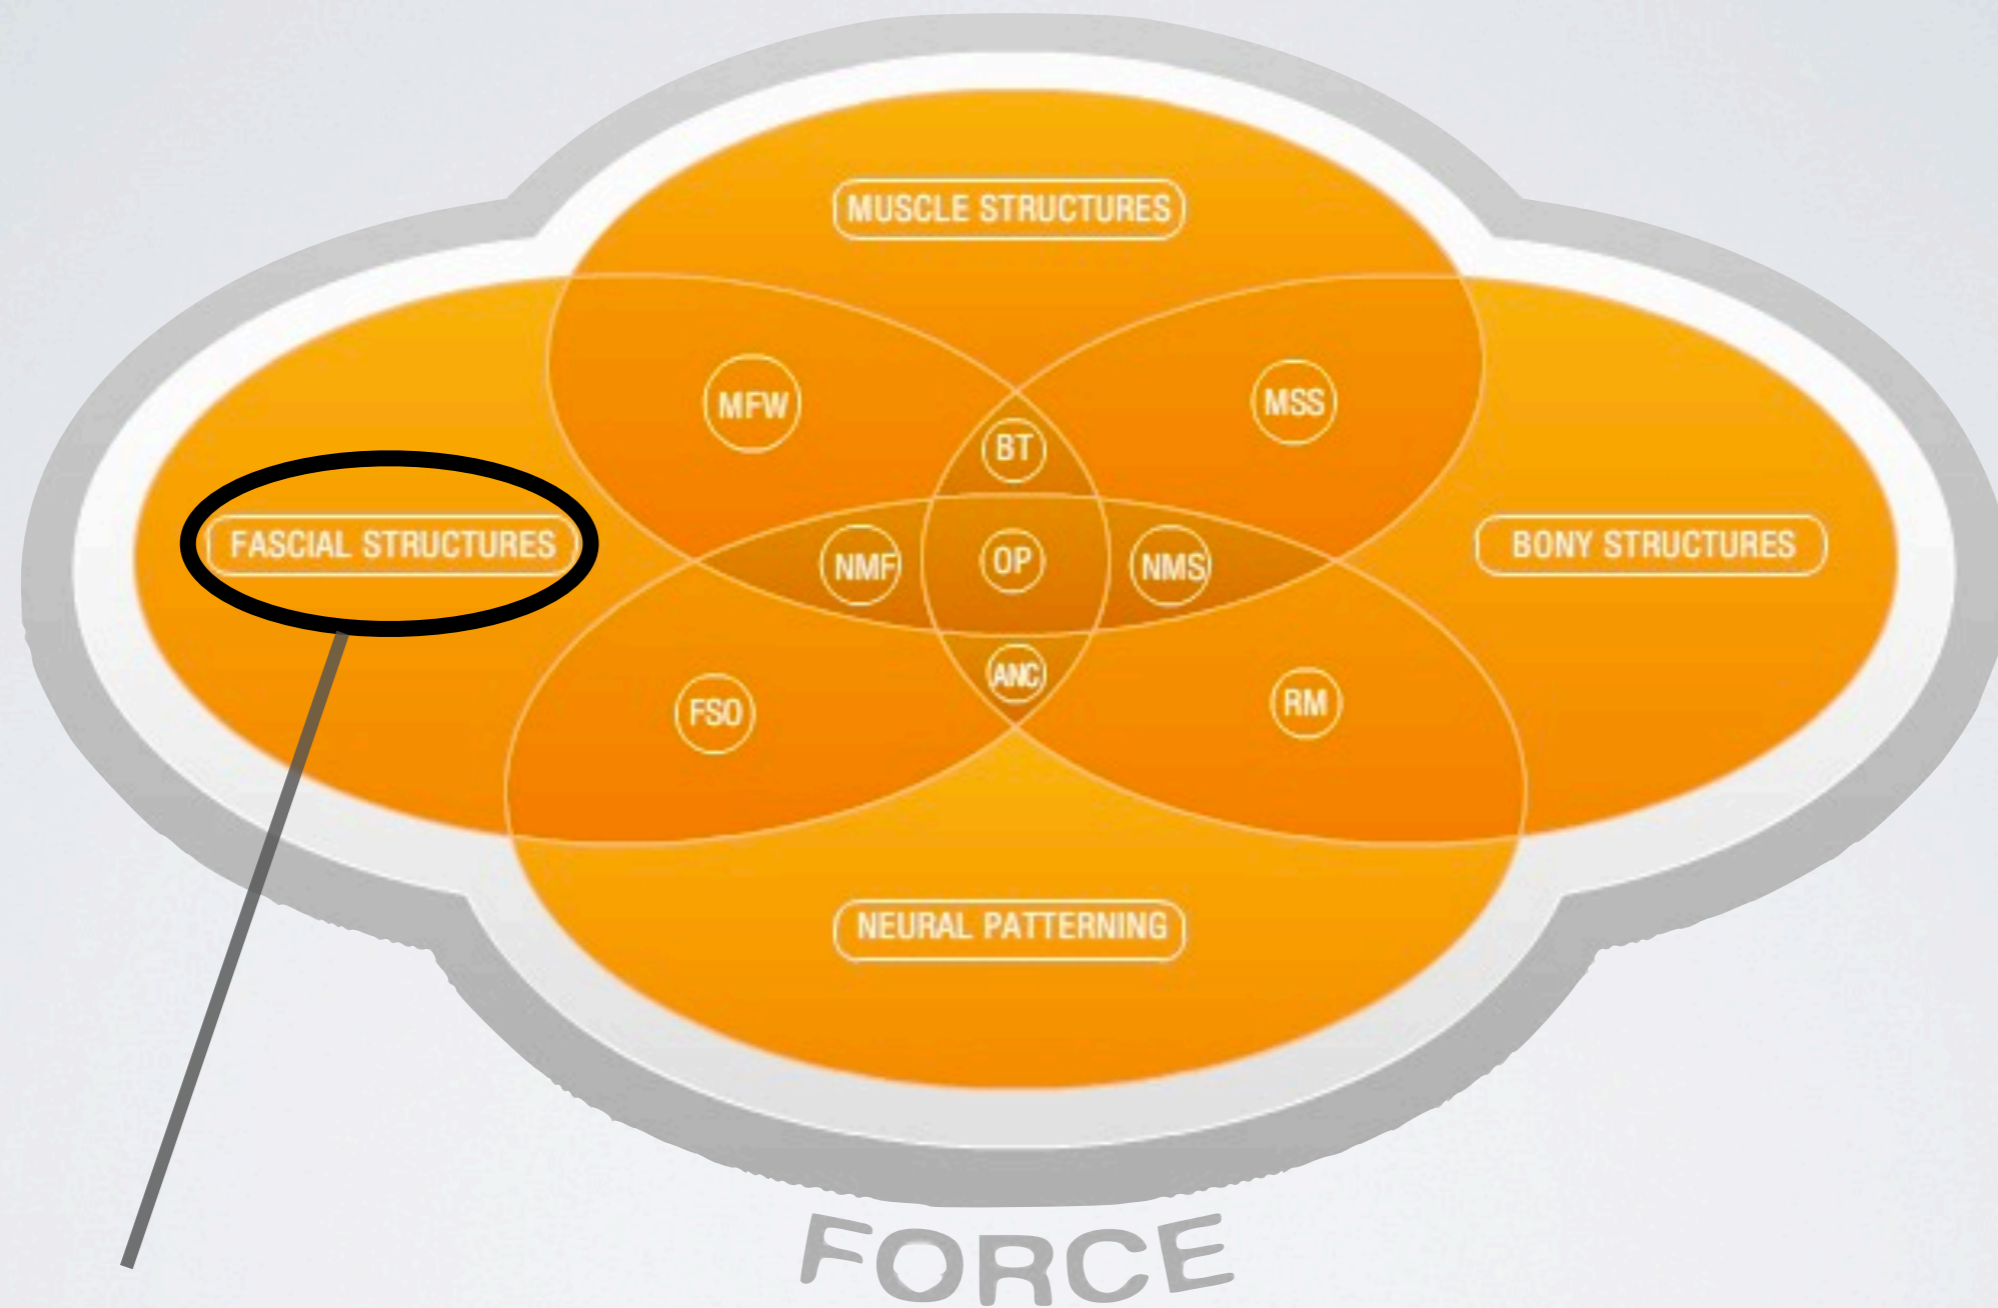 MUSCLE STRUCTURES
MFW
MSS
BT
FASCIAL STRUCTURES
NMF
OP
NMS
BONY STRUCTURES
ANC
FSO
RM
NEURAL PATTERNING
FORCE